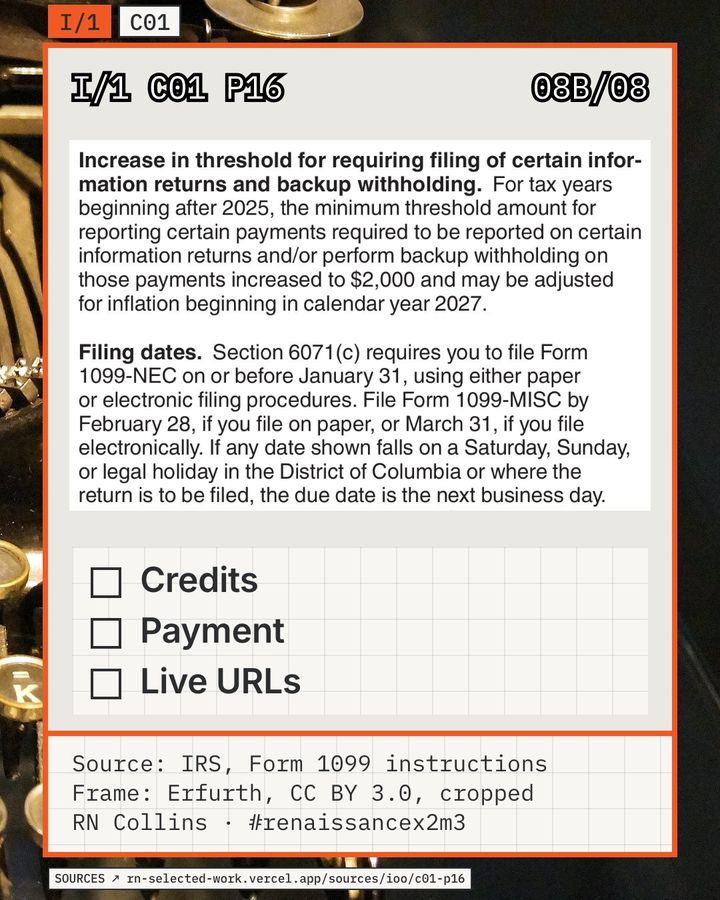 I/1 C01
I/1 C01 P16 08B/08
Increase in threshold for requiring filing of certain infor-
mation returns and backup withholding. For tax years
beginning after 2025, the minimum threshold amount for
reporting certain payments required to be reported on certain
information returns and/or perform backup withholding on
those payments increased to $2,000 and may be adjusted
for inflation beginning in calendar year 2027.
Filing dates. Section 6071(c) requires you to file Form
1099-NEC on or before January 31, using either paper
or electronic filing procedures. File Form 1099-MISC by
February 28, if you file on paper, or March 31, if you file
electronically. If any date shown falls on a Saturday, Sunday,
or legal holiday in the District of Columbia or where the
return is to be filed, the due date is the next business day.
Credits
Payment
Live URLs
K
Source: IRS, Form 1099 instructions
Frame: Erfurth, CC BY 3.0, cropped
RN Collins · #renaissancex2m3
SOURCES ↗ rn-selected-work.vercel.app/sources/ioo/c01-p16